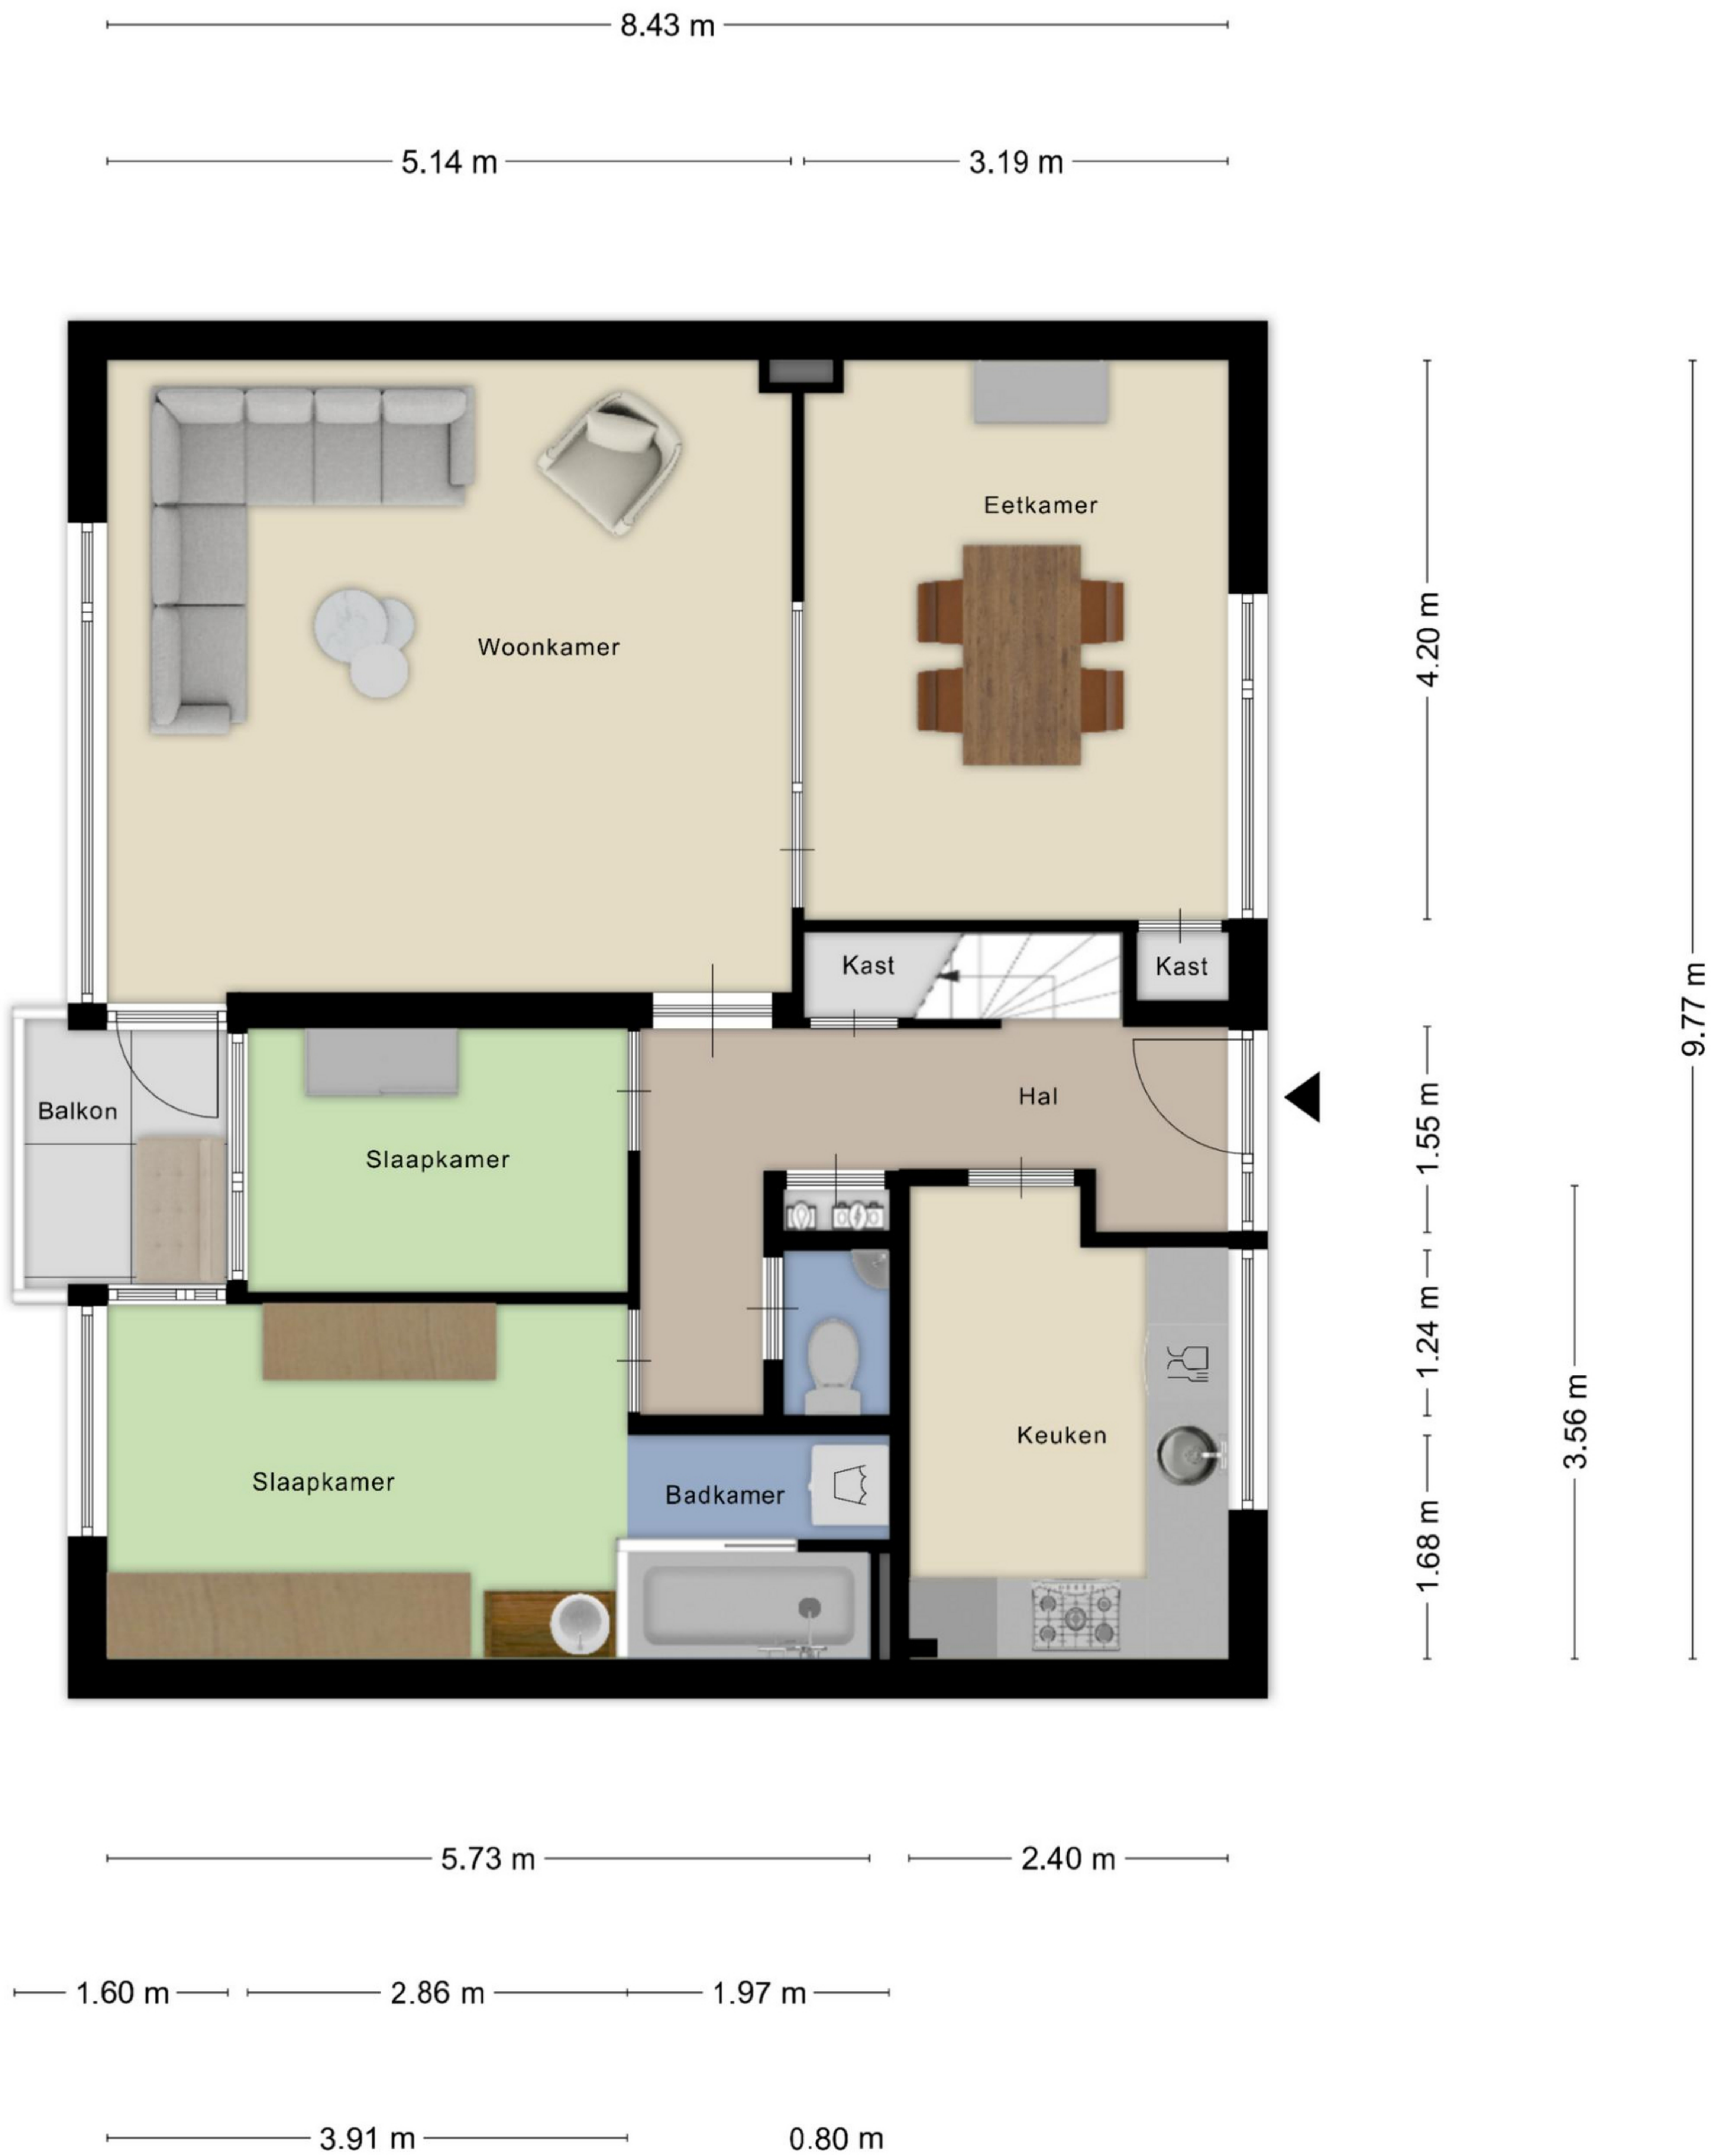 8.43 m
5.14 m
3.19 m
Eetkamer
Woonkamer
4.20 m
Kast
Kast
9.77 m
Hal
Balkon
1.55 m
Slaapkamer
1.24 m
Keuken
3.56 m
Slaapkamer
Badkamer
1.68 m
5.73 m
2.40 m
1.60 m
2.86 m
1.97 m
3.91 m
0.80 m